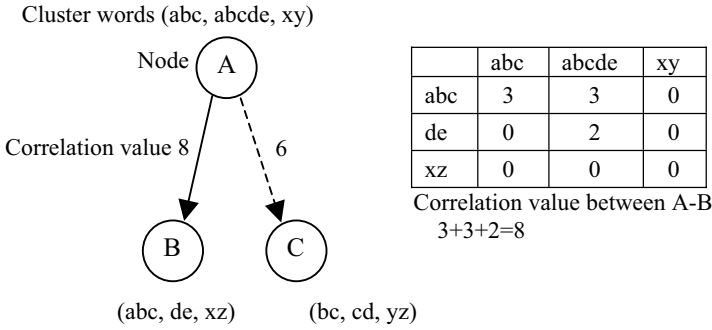 Cluster words (abc, abcde, xy)
Node
A
Correlation value 8
6
B
C
(abc, de, xz)
(bc, cd, yz)
abc abcde xy
abc 3 3 0
de 0 2 0
xz 0 0 0
Correlation value between A-B
3+3+2=8